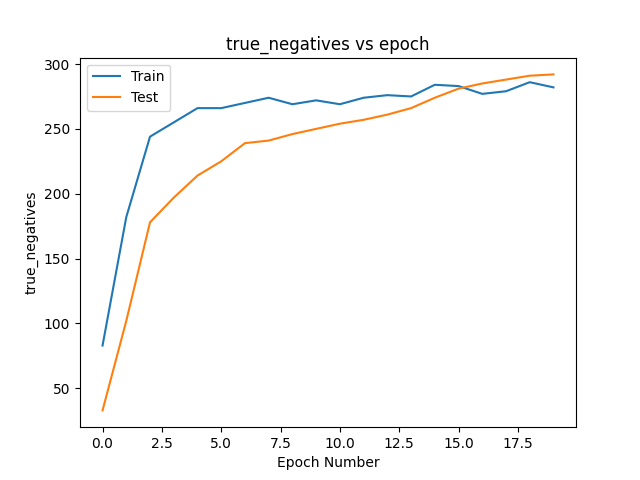 true_negatives vs epoch
Train
Test
300
250
200
150
100
50
true_negatives
0.0 2.5 5.0 7.5 10.0 12.5 15.0 17.5
Epoch Number